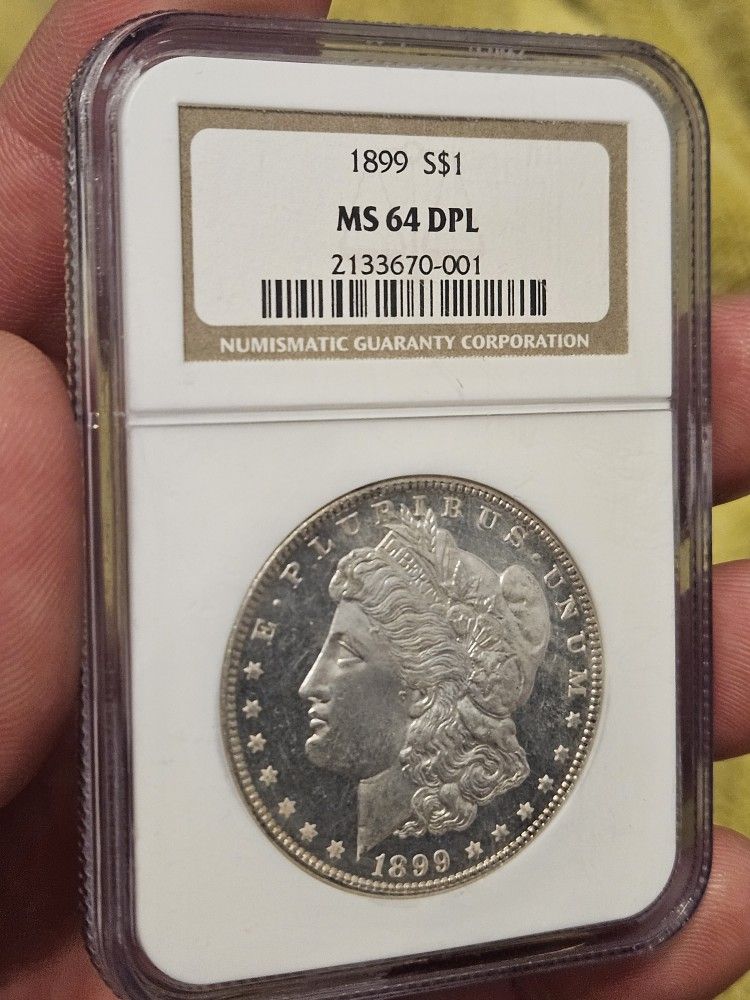 1899 S$1
MS 64 DPL
2133670-001
NUMISMATIC GUARANTY CORPORATION
E · PLURIBUS · UNUM
LIBERTY
1899